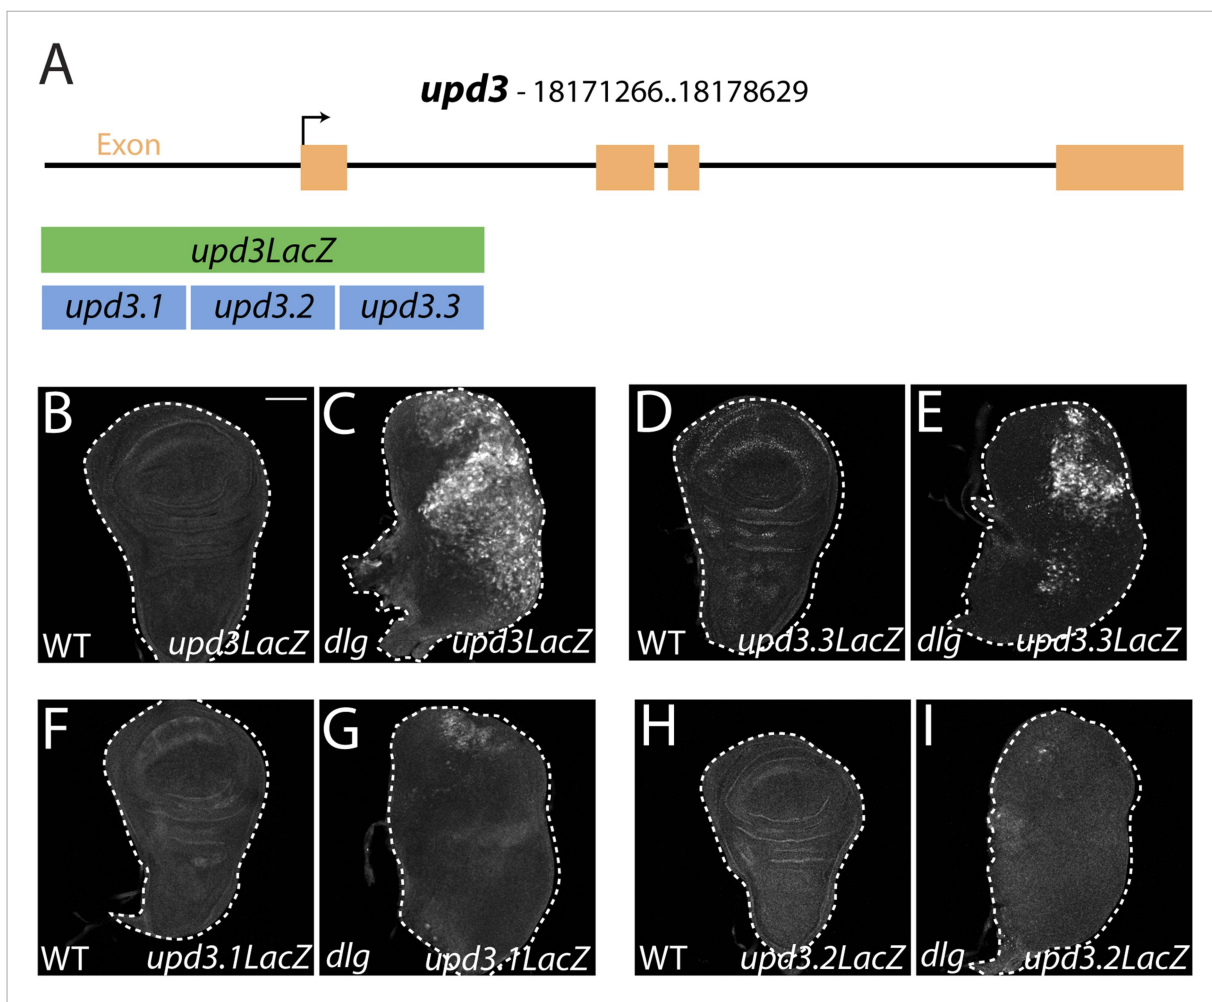 A
upd3 - 18171266..18178629
Exon
upd3LacZ
upd3.1 upd3.2 upd3.3
B C D E
WT upd3LacZ dlg upd3LacZ WT upd3.3LacZ dlg upd3.3LacZ
F G H I
WT upd3.1LacZ dlg upd3.1LacZ WT upd3.2LacZ dlg upd3.2LacZ